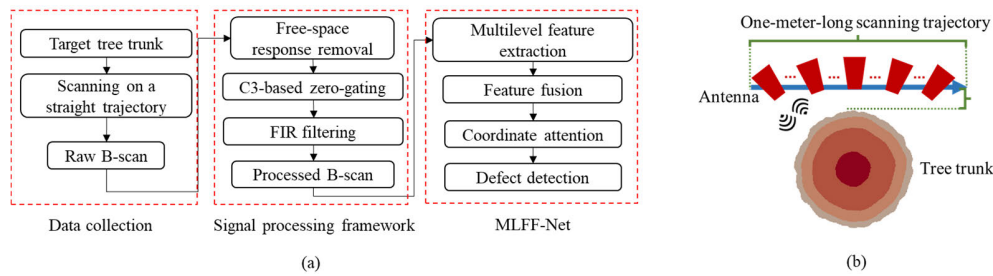 Target tree trunk
Scanning on a
straight trajectory
Raw B-scan
Data collection
Free-space
response removal
C3-based zero-gating
FIR filtering
Processed B-scan
Signal processing framework
Multilevel feature
extraction
Feature fusion
Coordinate attention
Defect detection
MLFF-Net
(a)
One-meter-long scanning trajectory
Antenna
Tree trunk
(b)